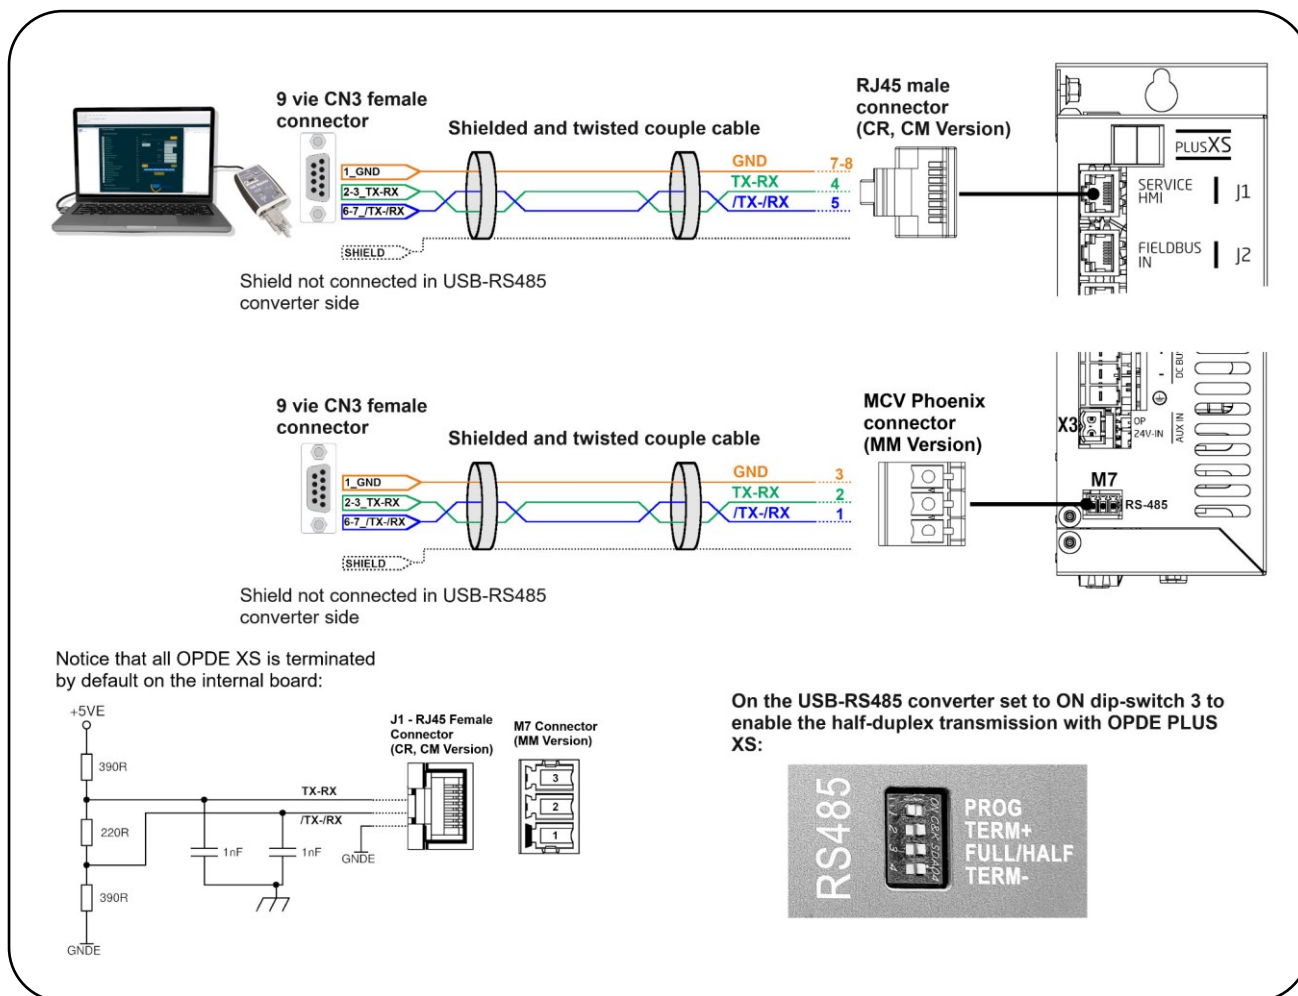 9 vie CN3 female
connector
Shielded and twisted couple cable
RJ45 male
connector
(CR, CM Version)
1_GND
2-3_TX-RX
6-7_/TX-/RX
SHIELD
GND 7-8
TX-RX 4
/TX-/RX 5
PLUS XS
SERVICE
HMI
J1
FIELDBUS
IN
J2
Shield not connected in USB-RS485
converter side
9 vie CN3 female
connector
Shielded and twisted couple cable
MCV Phoenix
connector
(MM Version)
1_GND
2-3_TX-RX
6-7_/TX-/RX
SHIELD
GND 3
TX-RX 2
/TX-/RX 1
DC BUS
X3
OP
24V-IN
AUX IN
M7
RS-485
Shield not connected in USB-RS485
converter side
Notice that all OPDE XS is terminated
by default on the internal board:
+5VE
390R
220R
390R
GNDE
1nF
1nF
TX-RX
/TX-/RX
GNDE
J1 - RJ45 Female
Connector
(CR, CM Version)
M7 Connector
(MM Version)
3
2
1
On the USB-RS485 converter set to ON dip-switch 3 to
enable the half-duplex transmission with OPDE PLUS
XS:
RS485
1 2 3 4
PROG
TERM+
FULL/HALF
TERM-